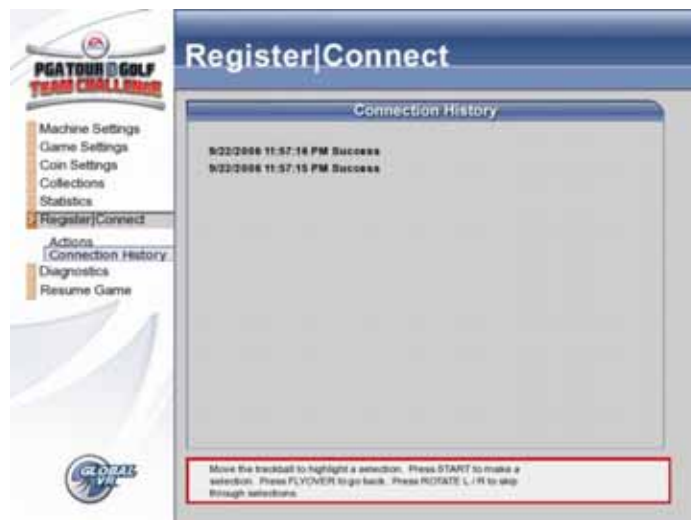 PGA TOUR GOLF
TEAM CHALLENGE
Register|Connect
Connection History
Machine Settings
Game Settings
Coin Settings
Collections
Statistics
Register|Connect
Actions
Connection History
Diagnostics
Resume Game
9/22/2006 11:57:16 PM Success
9/22/2006 11:57:15 PM Success
GLOBAL
VR
Move the trackball to highlight a selection. Press START to make a
selection. Press FLYOVER to go back. Press ROTATE L / R to skip
through selections.